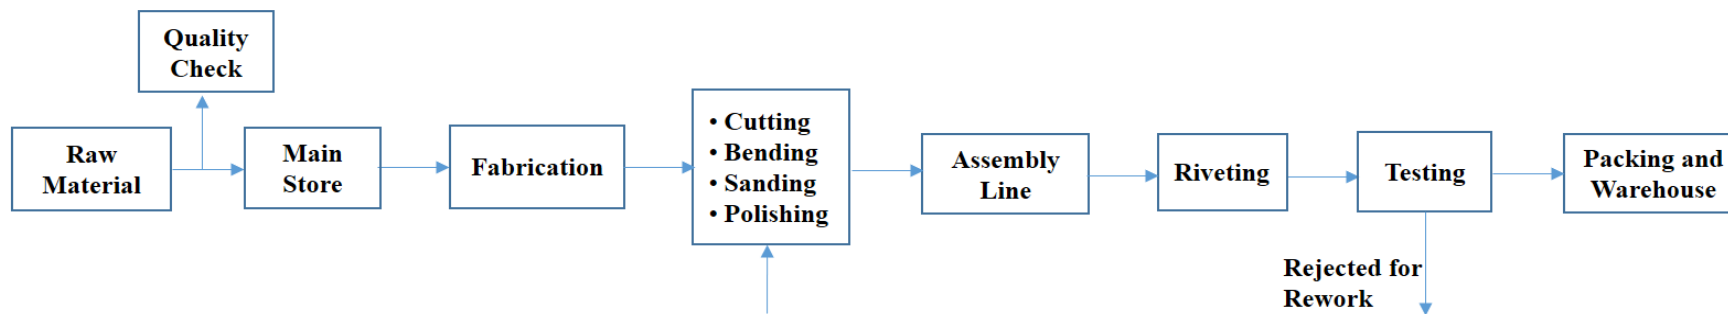 Quality
Check
Raw
Material
Main
Store
Fabrication
• Cutting
• Bending
• Sanding
• Polishing
Assembly
Line
Riveting
Testing
Packing and
Warehouse
Rejected for
Rework